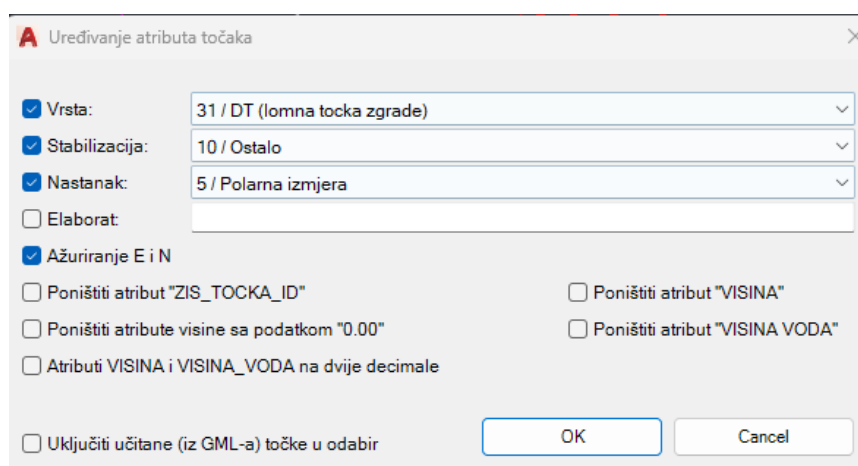 Uređivanje atributa točaka
Vrsta: 31 / DT (lomna tocka zgrade)
Stabilizacija: 10 / Ostalo
Nastanak: 5 / Polarna izmjera
Elaborat:
Ažuriranje E i N
Poništiti atribut "ZIS_TOCKA_ID" Poništiti atribut "VISINA"
Poništiti atribute visine sa podatkom "0.00" Poništiti atribut "VISINA VODA"
Atributi VISINA i VISINA_VODA na dvije decimale
Uključiti učitane (iz GML-a) točke u odabir OK Cancel